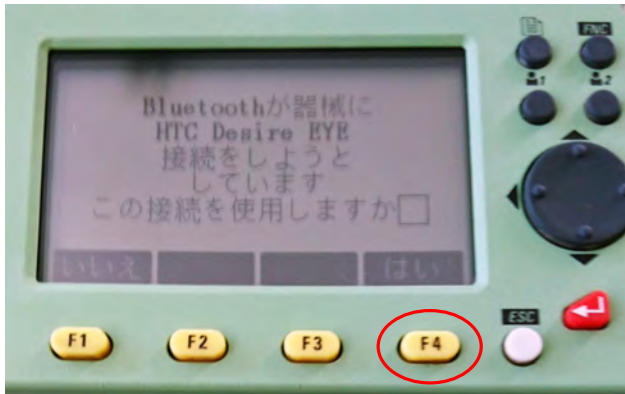 FNC
1
2
Bluetoothが器械に
HTC Desire EYE
接続をしようと
しています
この接続を使用しますか□
いいえ
はい
F1
F2
F3
F4
ESC